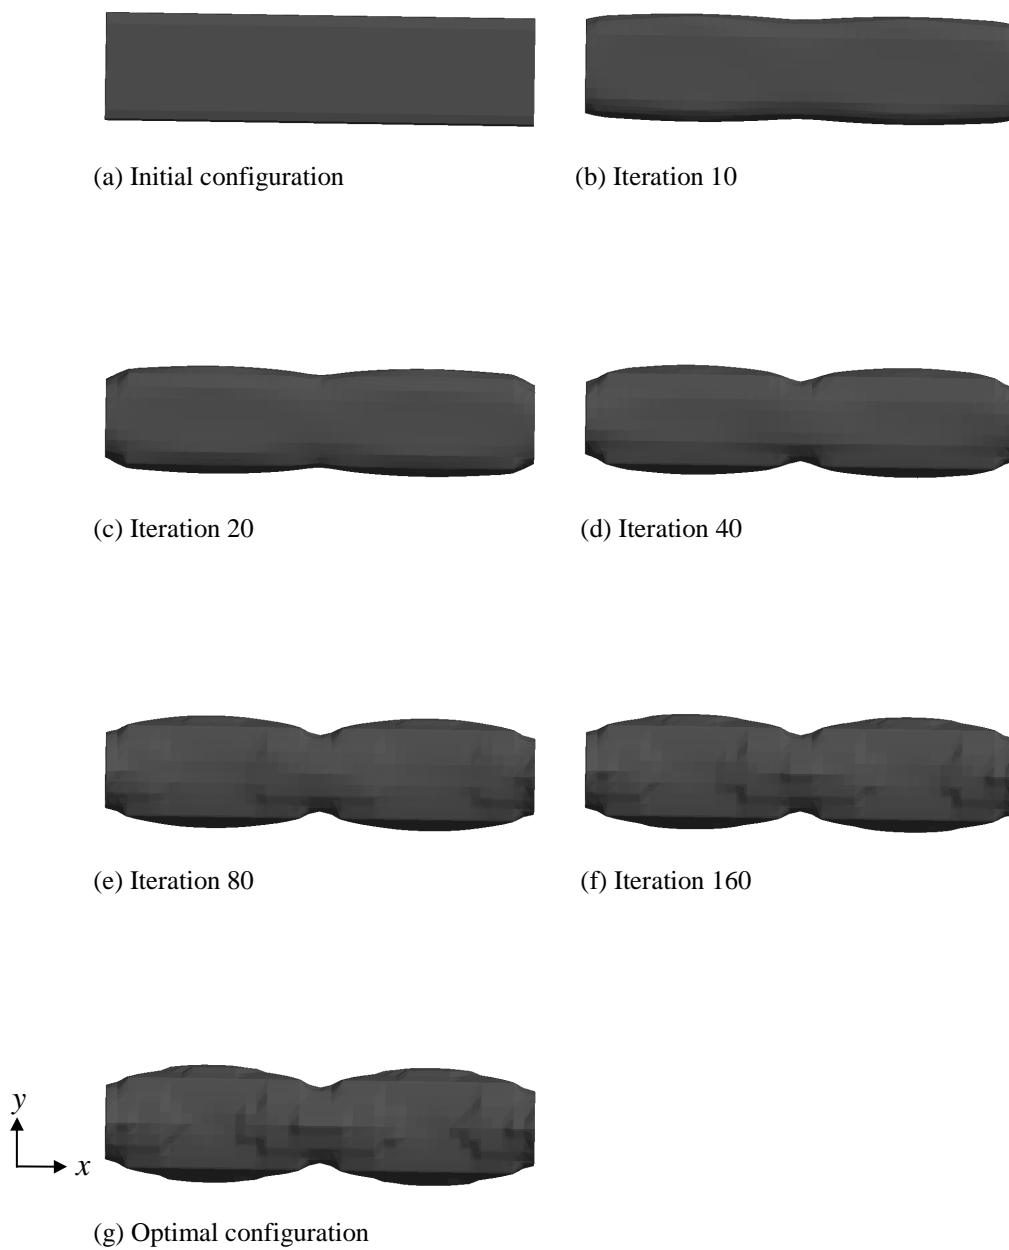 (a) Initial configuration
(b) Iteration 10
(c) Iteration 20
(d) Iteration 40
(e) Iteration 80
(f) Iteration 160
y
x
(g) Optimal configuration